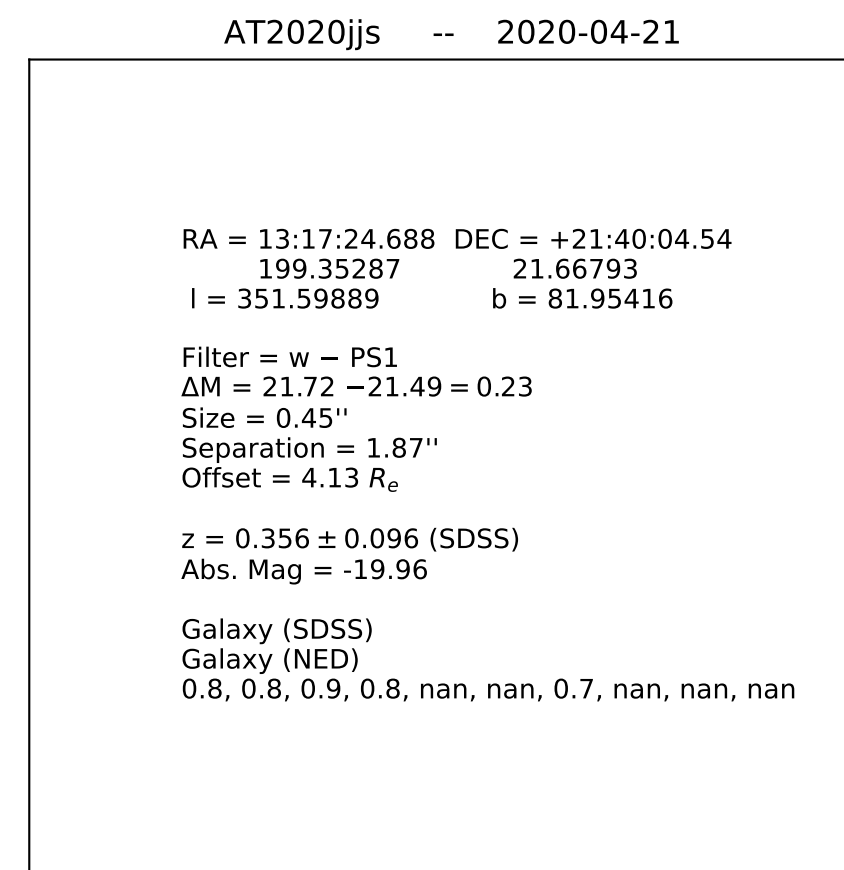 AT2020jjs -- 2020-04-21
RA = 13:17:24.688 DEC = +21:40:04.54
199.35287 21.66793
l = 351.59889 b = 81.95416
Filter = w − PS1
ΔM = 21.72 −21.49 = 0.23
Size = 0.45''
Separation = 1.87''
Offset = 4.13 Rₑ
z = 0.356 ± 0.096 (SDSS)
Abs. Mag = -19.96
Galaxy (SDSS)
Galaxy (NED)
0.8, 0.8, 0.9, 0.8, nan, nan, 0.7, nan, nan, nan